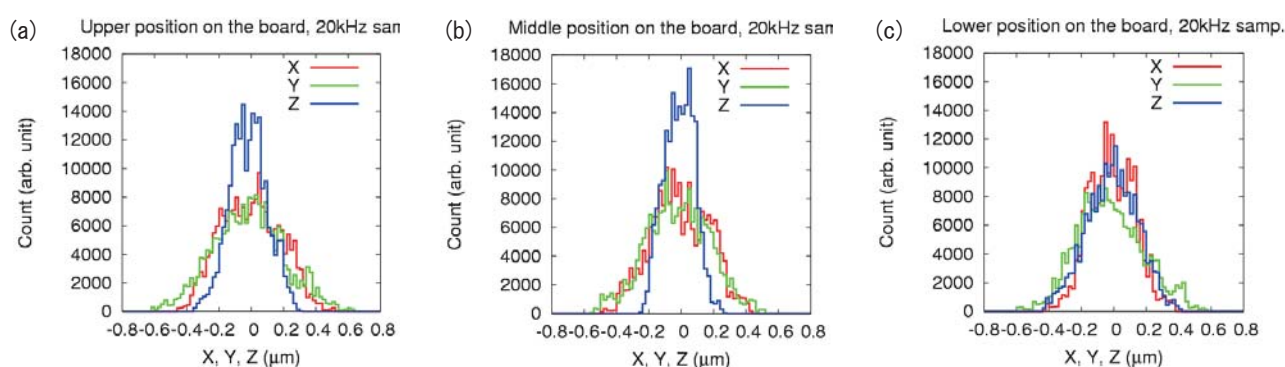 (a)
Upper position on the board, 20kHz sam
18000
16000
14000
12000
10000
8000
6000
4000
2000
0
Count (arb. unit)
X
Y
Z
-0.8-0.6-0.4-0.2 0 0.2 0.4 0.6 0.8
X, Y, Z (μm)
(b)
Middle position on the board, 20kHz sam
18000
16000
14000
12000
10000
8000
6000
4000
2000
0
Count (arb. unit)
X
Y
Z
-0.8-0.6-0.4-0.2 0 0.2 0.4 0.6 0.8
X, Y, Z (μm)
(c)
Lower position on the board, 20kHz samp.
18000
16000
14000
12000
10000
8000
6000
4000
2000
0
Count (arb. unit)
X
Y
Z
-0.8-0.6-0.4-0.2 0 0.2 0.4 0.6 0.8
X, Y, Z (μm)